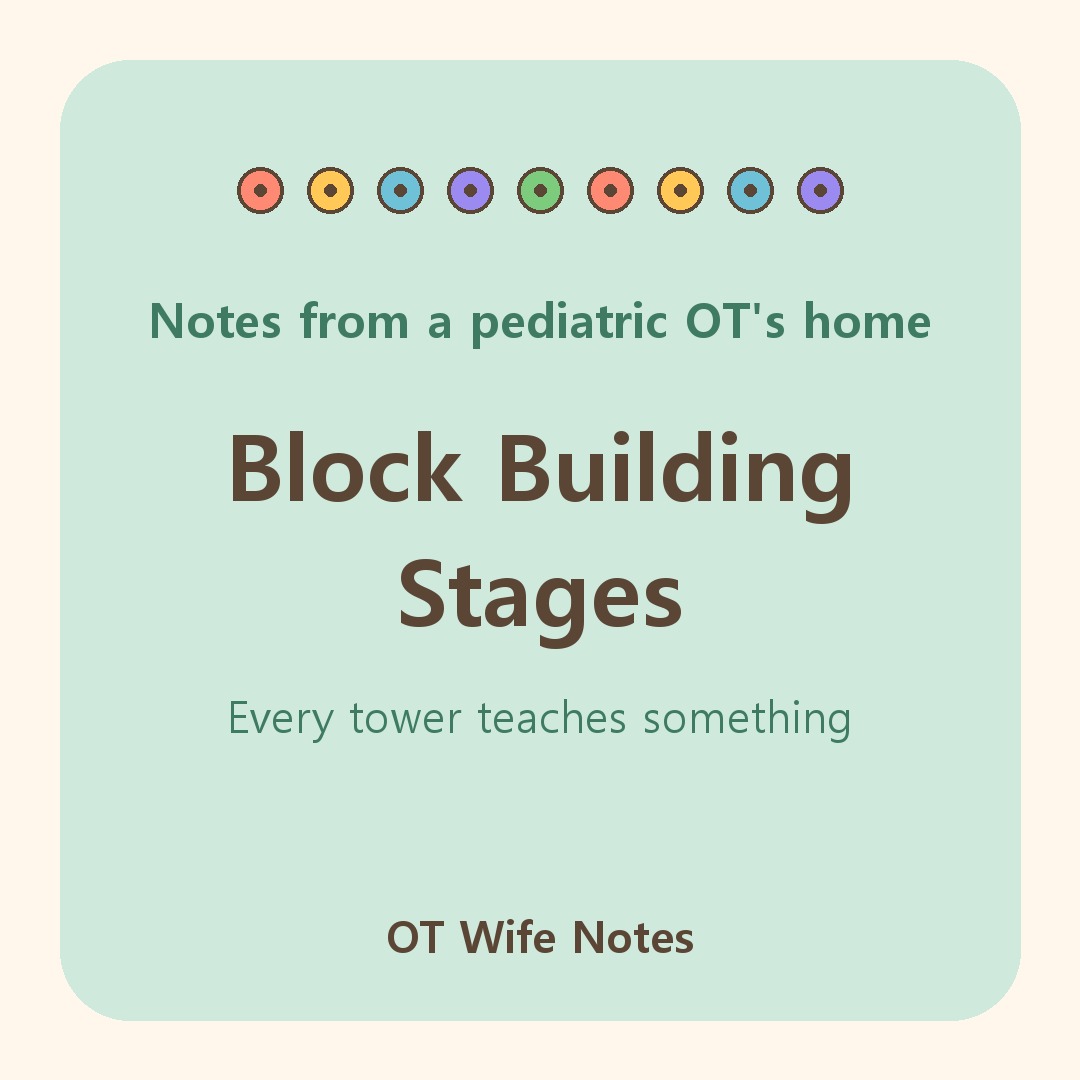 Notes from a pediatric OT's home
Block Building
Stages
Every tower teaches something
OT Wife Notes